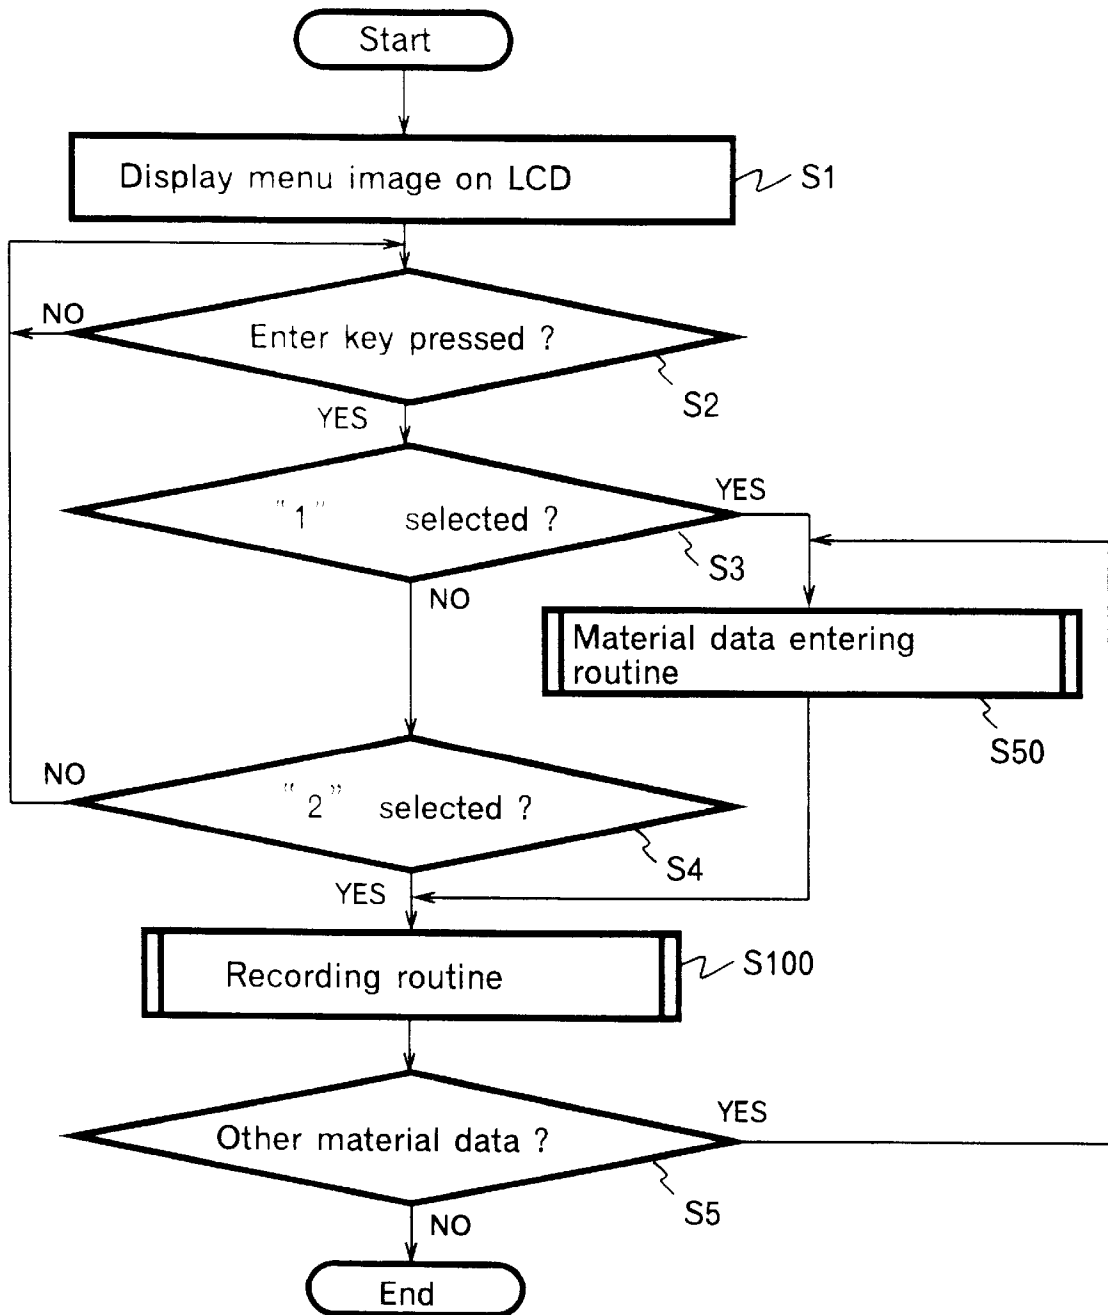 Start
Display menu image on LCD
S1
NO
Enter key pressed ?
S2
YES
"1" selected ?
YES
S3
NO
Material data entering
routine
S50
NO
"2" selected ?
S4
YES
Recording routine
S100
Other material data ?
YES
S5
NO
End